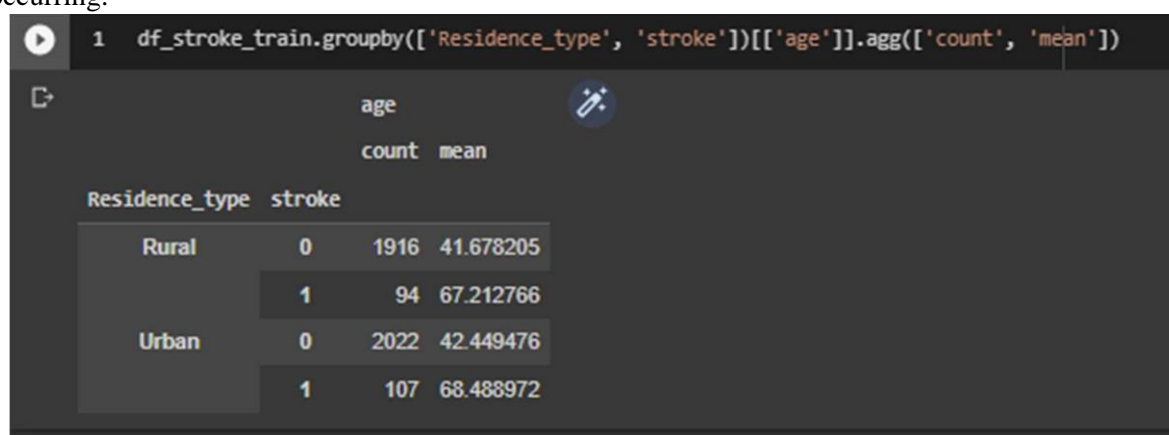 1 df_stroke_train.groupby(['Residence_type', 'stroke'])[['age']].agg(['count', 'mean'])
age
count mean
Residence_type stroke
Rural 0 1916 41.678205
1 94 67.212766
Urban 0 2022 42.449476
1 107 68.488972